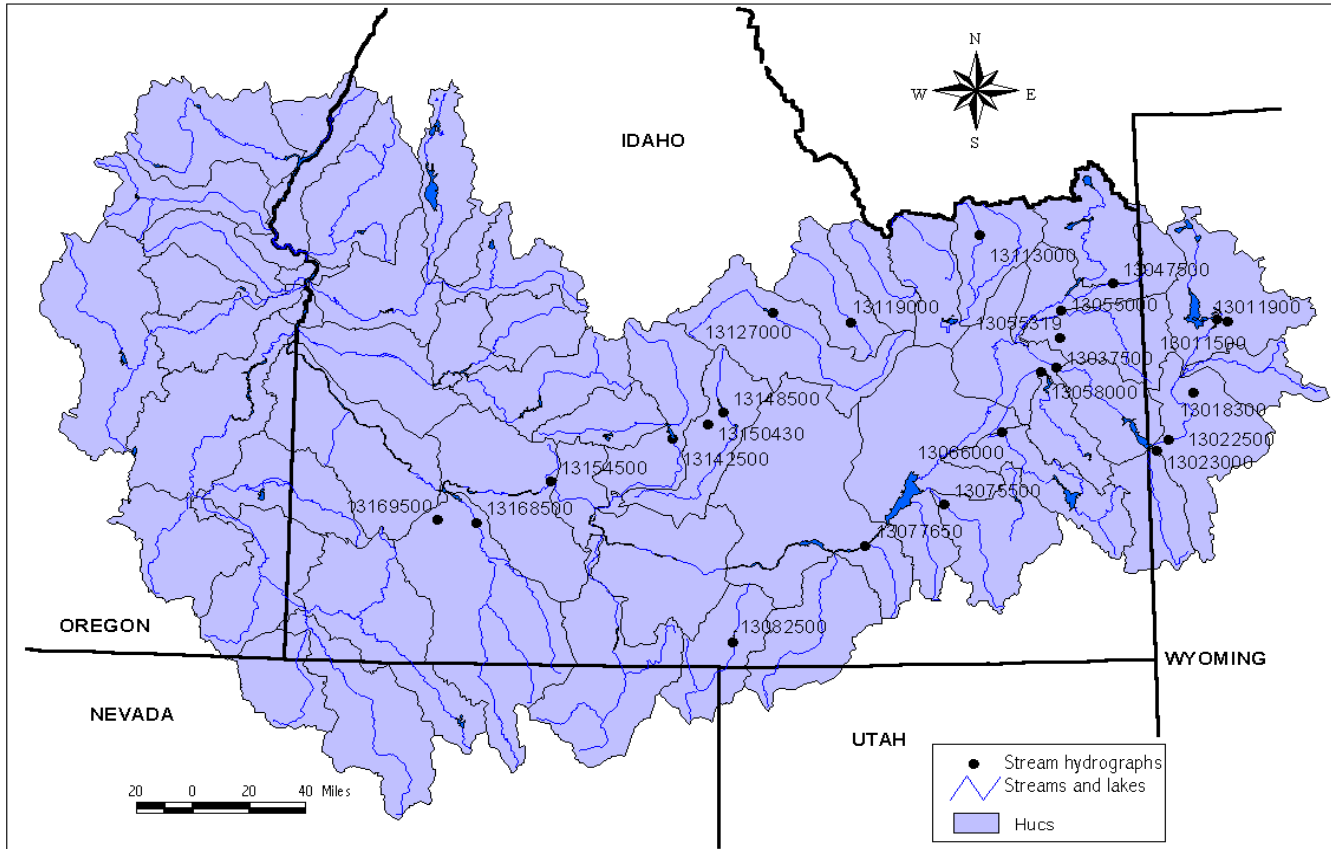 N
W
E
S
IDAHO
13113000
13047500
13055000
13119000
13127000
13055319
13011900
13011500
13037500
13058000
13018300
13148500
13150430
13142500
13066000
13022500
13023000
13154500
13075500
13169500
13168500
13077650
13082500
OREGON
WYOMING
NEVADA
UTAH
20 0 20 40 Miles
Stream hydrographs
Streams and lakes
Hucs